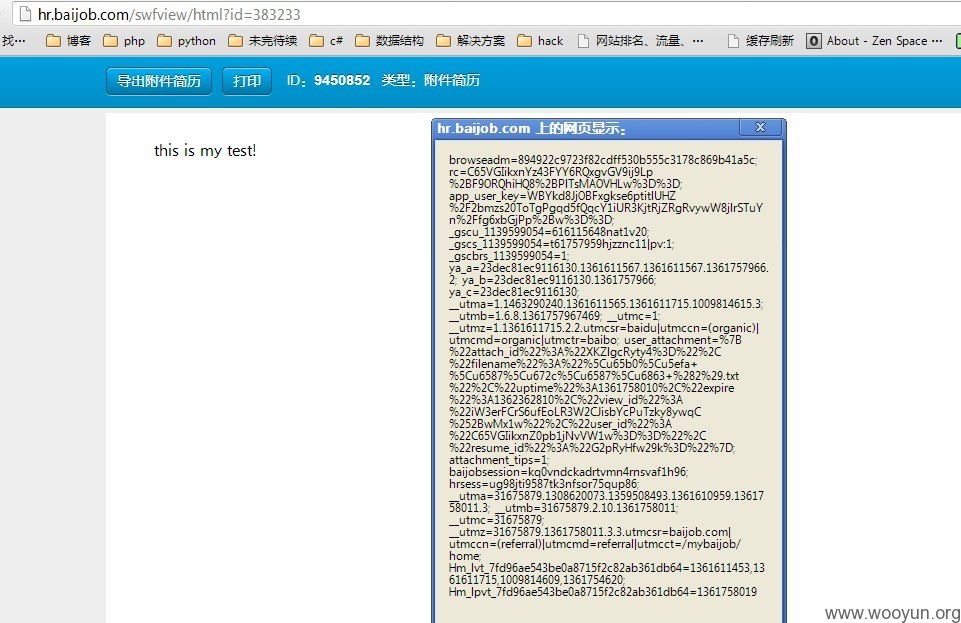 hr.baijob.com/swfview/html?id=383233
找… 博客 php python 未完待续 c# 数据结构 解决方案 hack 网站排名、流量、… 缓存刷新 About - Zen Space …
导出附件简历 打印 ID：9450852 类型：附件简历
this is my test!
hr.baijob.com 上的网页显示：
browseadm=894922c9723f82cdff530b555c3178c869b41a5c;
rc=C65VGIikxnYz43FYY6RQxgvGV9ij9Lp
%2BF9ORQhiHQ8%2BPITsMAOVHLw%3D%3D;
app_user_key=WBYkd8Jj0BFxgkse6ptitIUHZ
%2F2bmzs20ToTgPgqd5fQqcY1iUR3KjtRjZRgRvywW8jIrSTuY
n%2Ffg6xbGjPp%2Bw%3D%3D;
_gscu_1139599054=616115648nat1v20;
_gscs_1139599054=t61757959hjzznc11|pv:1;
_gscbrs_1139599054=1;
ya_a=23dec81ec9116130.1361611567.1361611567.1361757966.
2; ya_b=23dec81ec9116130.1361757966;
ya_c=23dec81ec9116130;
__utma=1.1463290240.1361611565.1361611715.1009814615.3;
__utmb=1.6.8.1361757967469; __utmc=1;
__utmz=1.1361611715.2.2.utmcsr=baidu|utmccn=(organic)|
utmcmd=organic|utmctr=baibo; user_attachment=%7B
%22attach_id%22%3A%22XKZIgcRyty4%3D%22%2C
%22filename%22%3A%22%5Cu65b0%5Cu5efa+
%5Cu6587%5Cu672c%5Cu6587%5Cu6863+%282%29.txt
%22%2C%22uptime%22%3A1361758010%2C%22expire
%22%3A1362362810%2C%22view_id%22%3A
%22iW3erFCrS6ufEoLR3W2CJisbYcPuTzky8ywqC
%252BwMx1w%22%2C%22user_id%22%3A
%22C65VGIikxnZ0pb1jNvVW1w%3D%3D%22%2C
%22resume_id%22%3A%22G2pRyHfw29k%3D%22%7D;
attachment_tips=1;
baijobsession=kq0vndckadrtvmn4rnsvaf1h96;
hrsess=ug98jti9587tk3nfsor75qup86;
__utma=31675879.1308620073.1359508493.1361610959.13617
58011.3; __utmb=31675879.2.10.1361758011;
__utmc=31675879;
__utmz=31675879.1361758011.3.3.utmcsr=baijob.com|
utmccn=(referral)|utmcmd=referral|utmcct=/mybaijob/
home;
Hm_lvt_7fd96ae543be0a8715f2c82ab361db64=1361611453,13
61611715,1009814609,1361754620;
Hm_lpvt_7fd96ae543be0a8715f2c82ab361db64=1361758019
www.wooyun.org